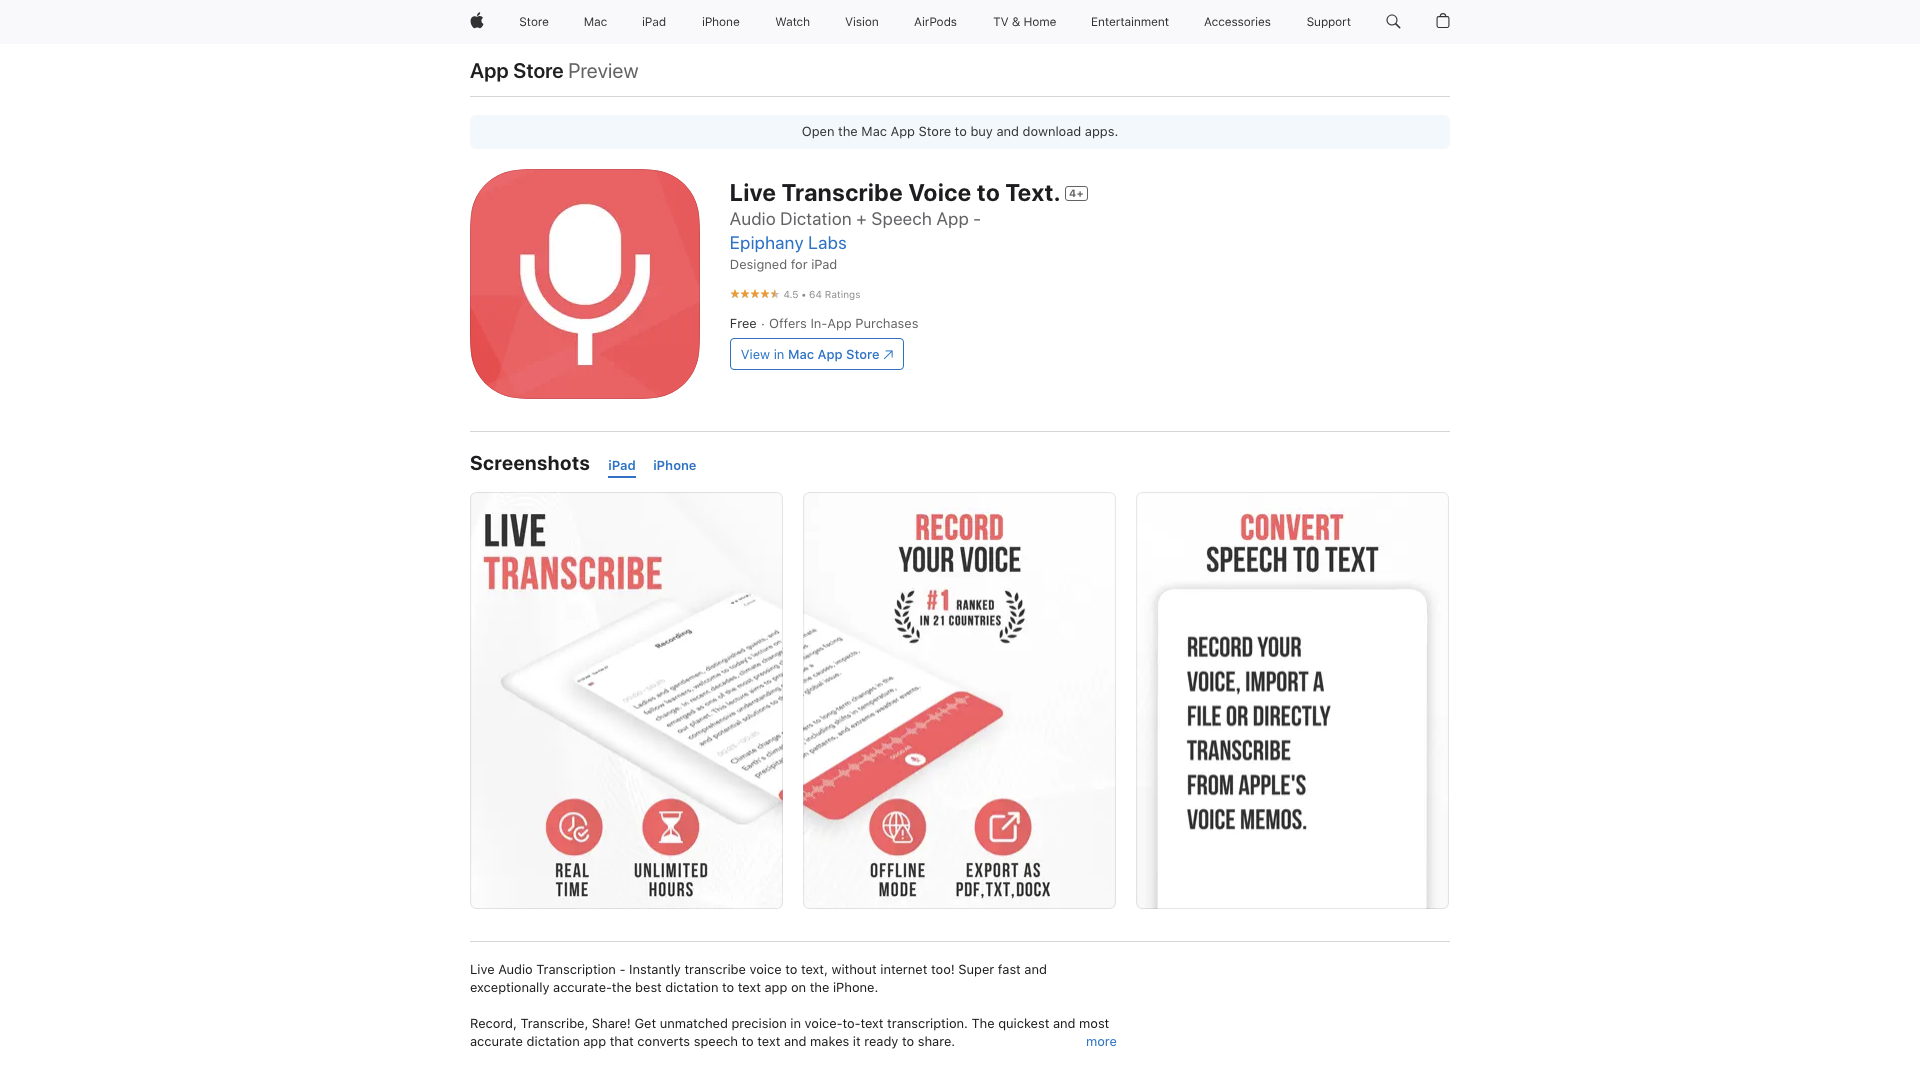 Store Mac iPad iPhone Watch Vision AirPods TV & Home Entertainment Accessories Support
App Store Preview
Open the Mac App Store to buy and download apps.
Live Transcribe Voice to Text. 4+
Audio Dictation + Speech App -
Epiphany Labs
Designed for iPad
4.5 • 64 Ratings
Free · Offers In-App Purchases
View in Mac App Store
Screenshots iPad iPhone
LIVE
TRANSCRIBE
Recording
REAL
TIME
UNLIMITED
HOURS
RECORD
YOUR VOICE
#1 RANKED
IN 21 COUNTRIES
OFFLINE
MODE
EXPORT AS
PDF,TXT,DOCX
CONVERT
SPEECH TO TEXT
RECORD YOUR
VOICE, IMPORT A
FILE OR DIRECTLY
TRANSCRIBE
FROM APPLE'S
VOICE MEMOS.
Live Audio Transcription - Instantly transcribe voice to text, without internet too! Super fast and
exceptionally accurate-the best dictation to text app on the iPhone.
Record, Transcribe, Share! Get unmatched precision in voice-to-text transcription. The quickest and most
accurate dictation app that converts speech to text and makes it ready to share. more